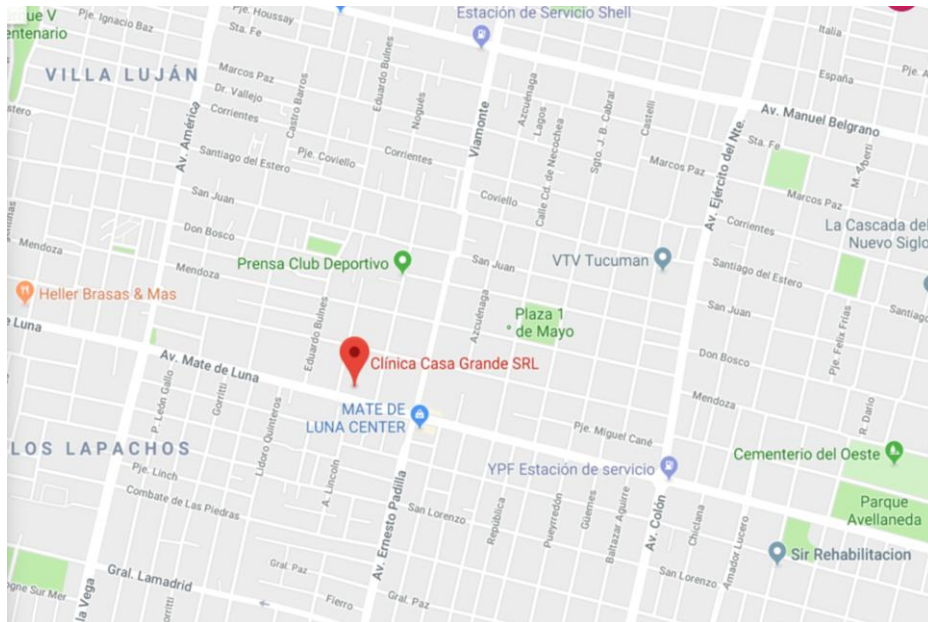 ue V
entenario
Pje. Ignacio Baz
Pje. Houssay
Sta. Fe
Estación de Servicio Shell
Italia
España
Pje. A
VILLA LUJÁN
Marcos Paz
Dr. Vallejo
Corrientes
Castro Barros
Eduardo Bulnes
Nogués
Viamonte
Azcuénaga
Lagos
Calle Cd. de Necochea
Sgto. J. B. Cabral
Castelli
Av. Manuel Belgrano
Sta. Fe
M. Alberti
stero
Av. América
Santiago del Estero
Pje. Coviello
Corrientes
Marcos Paz
Av. Ejército del Nte.
Marcos Paz
San Juan
Coviello
Corrientes
La Cascada del
Nuevo Siglo
Don Bosco
Mendoza
Mendoza
Prensa Club Deportivo
San Juan
VTV Tucuman
Santiago del Estero
Heller Brasas & Mas
Eduardo Bulnes
Azcuénaga
Plaza 1
° de Mayo
San Juan
Santiago
Pje. Felix Frías
e Luna
Av. Mate de Luna
Clínica Casa Grande SRL
Don Bosco
P. León Gallo
Gorriti
Lidoro Quinteros
MATE DE
LUNA CENTER
Mendoza
R. Darío
Pje. Miguel Cané
LOS LAPACHOS
A. Lincoln
Cementerio del Oeste
Pje. Linch
YPF Estación de servicio
Combate de Las Piedras
San Lorenzo
República
Pueyrredón
Güemes
Baltazar Aguirre
Av. Colón
Chiclana
Amador Lucero
Parque
Avellaneda
Av. Ernesto Padilla
Sir Rehabilitacion
Gral. Paz
San Lorenzo
Gral. Lamadrid
ogne Sur Mer
la Vega
rriti
Fierro
Gral. Paz